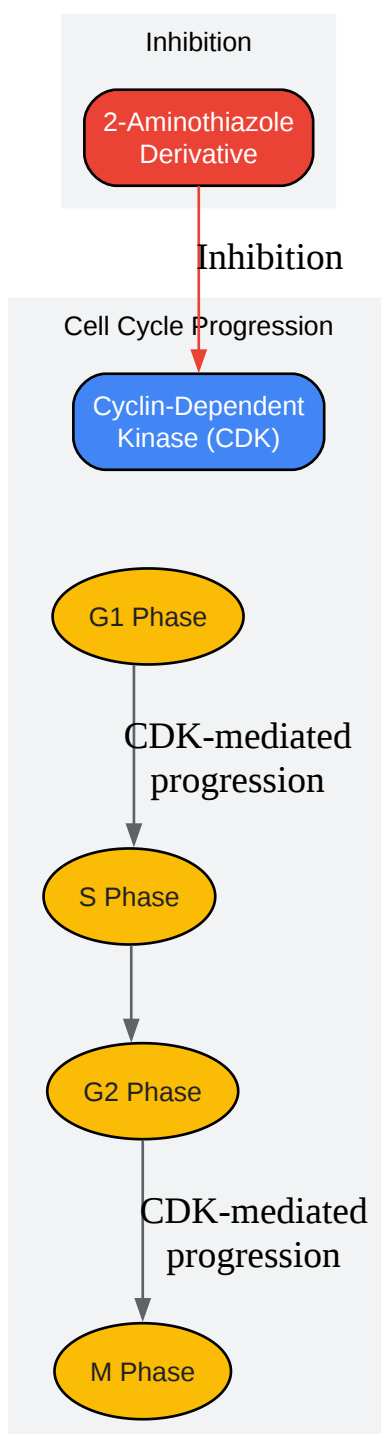 Inhibition
2-Aminothiazole
Derivative
Inhibition
Cell Cycle Progression
Cyclin-Dependent
Kinase (CDK)
G1 Phase
CDK-mediated
progression
S Phase
G2 Phase
CDK-mediated
progression
M Phase